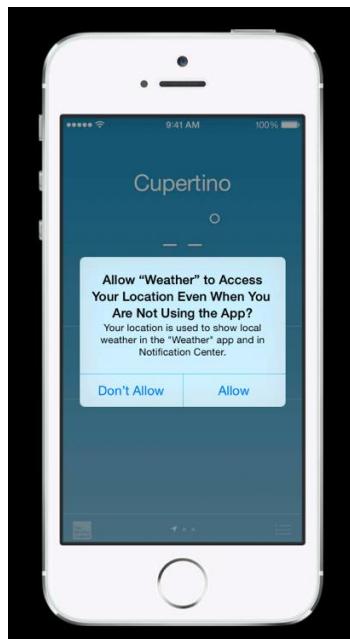 9:41 AM
100%
Cupertino
Allow “Weather” to Access
Your Location Even When You
Are Not Using the App?
Your location is used to show local
weather in the "Weather" app and in
Notification Center.
Don’t Allow
Allow